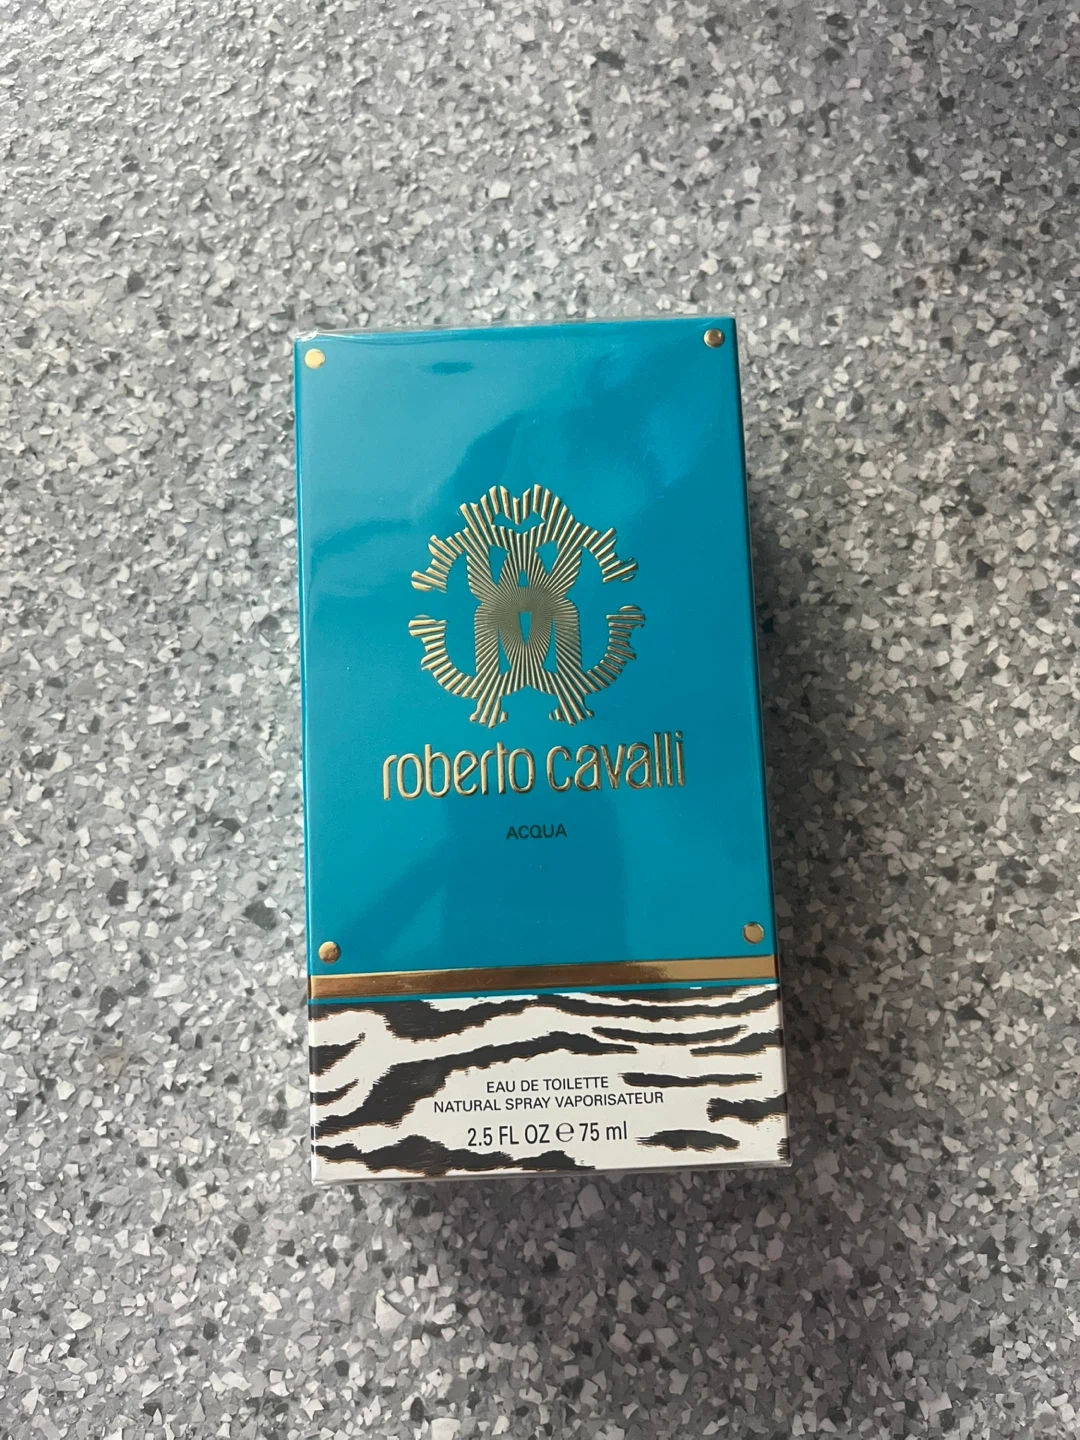 roberto cavalli
ACQUA
EAU DE TOILETTE
NATURAL SPRAY VAPORISATEUR
2.5 FL OZ ℮ 75 ml